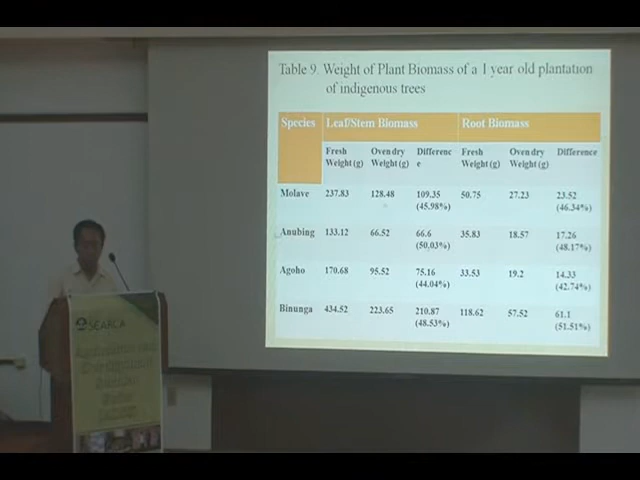 Table 9. Weight of Plant Biomass of a 1 year old plantation
of indigenous trees
Species Leaf/Stem Biomass Root Biomass
Fresh Weight (g) Oven dry Weight (g) Differenc e Fresh Weight (g) Oven dry Weight (g) Difference
Molave 237.83 128.48 109.35 50.75 27.23 23.52
(45.98%) (46.34%)
Anubing 133.12 66.52 66.6 35.83 18.57 17.26
(50,03%) (48.17%)
Agoho 170.68 95.52 75.16 33.53 19.2 14.33
(44.04%) (42.74%)
Binunga 434.52 223.65 210.87 118.62 57.52 61.1
(48.53%) (51.51%)
SEARCA